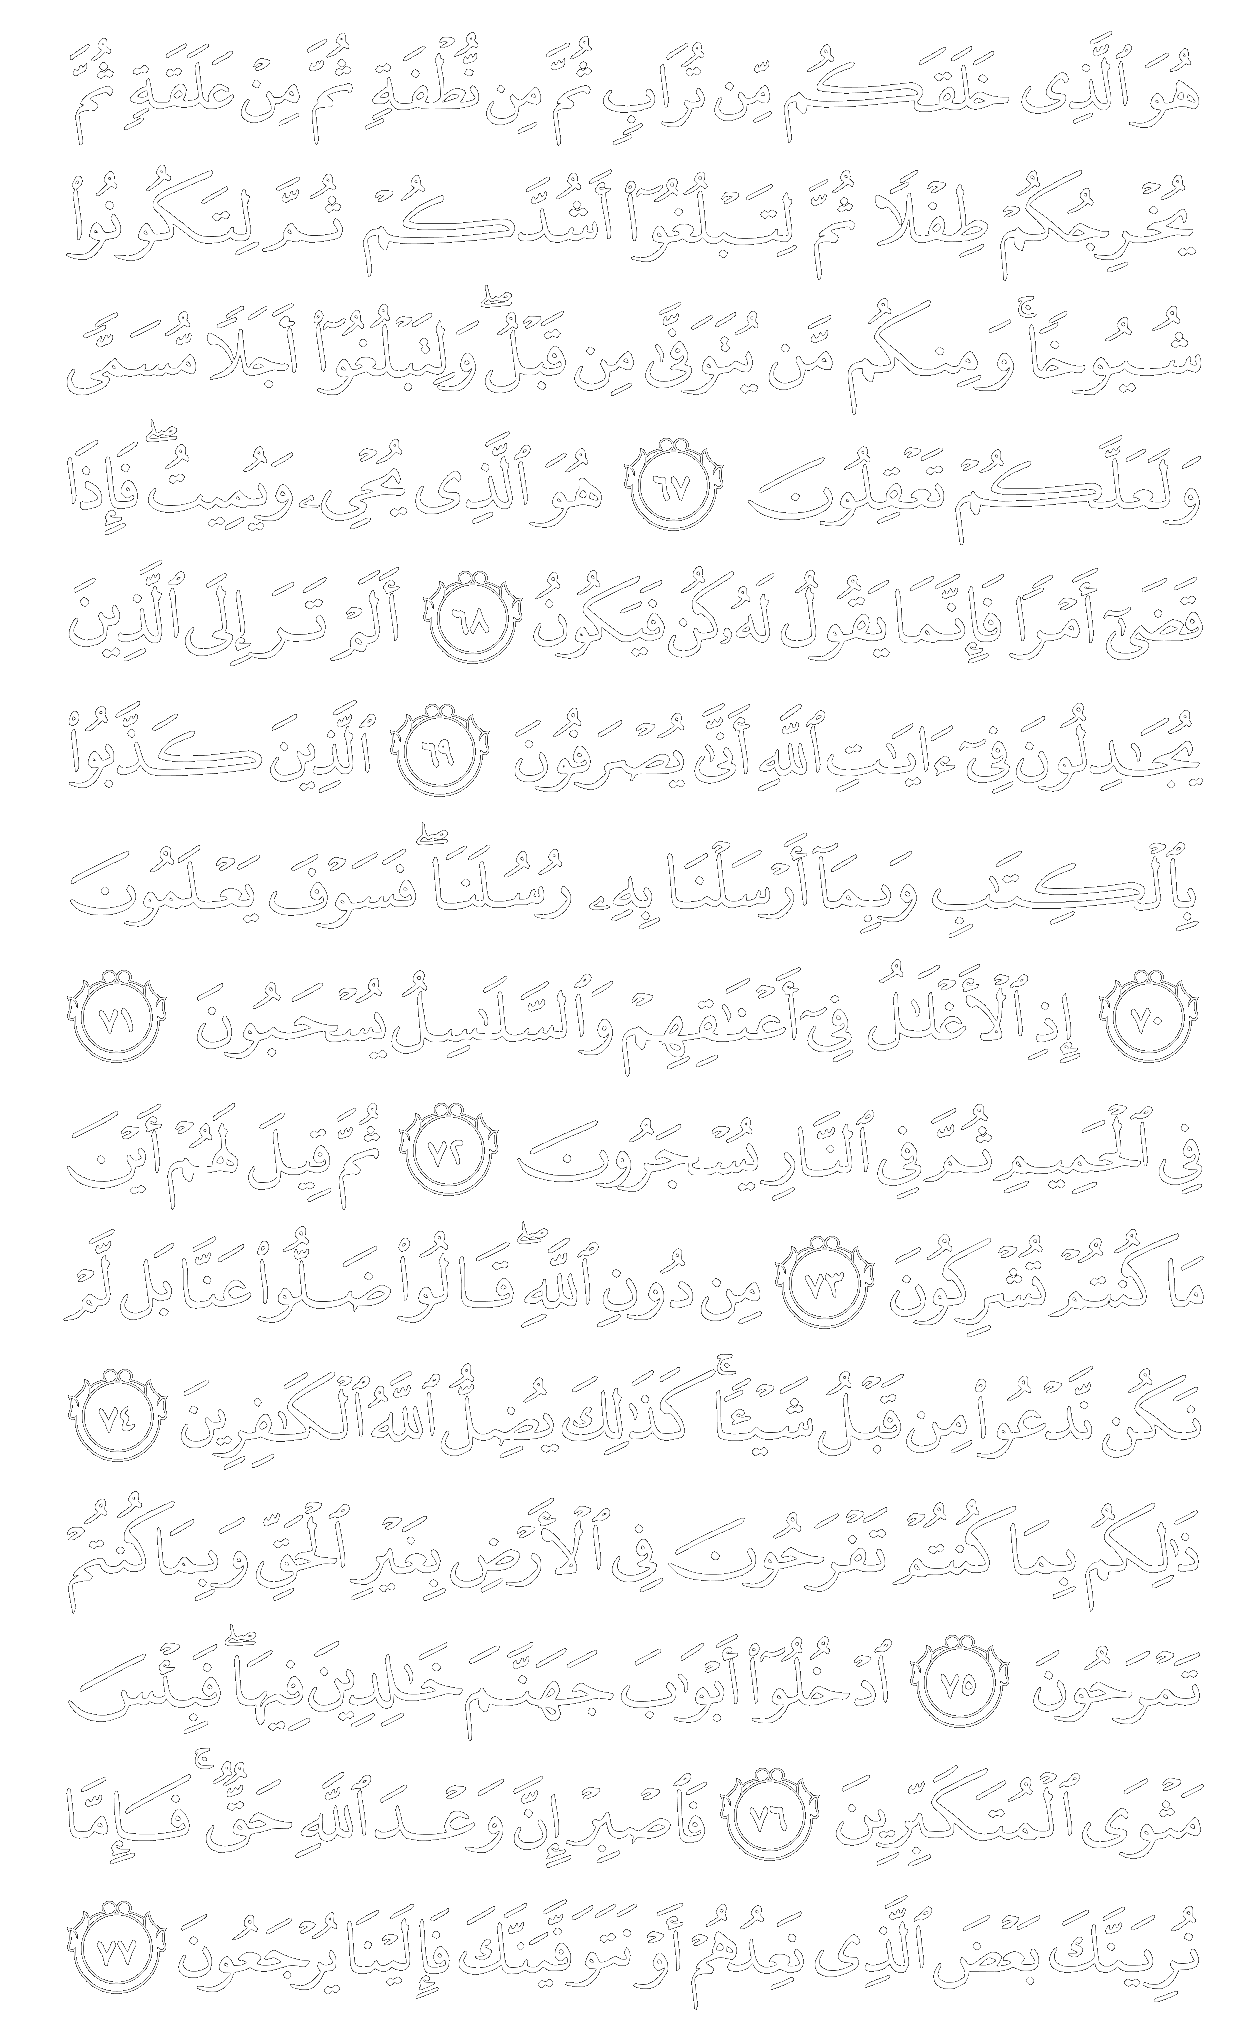 هُوَ ٱلَّذِى خَلَقَكُم مِّن تُرَابٍ ثُمَّ مِن نُّطْفَةٍ ثُمَّ مِنْ عَلَقَةٍ ثُمَّ
يُخْرِجُكُمْ طِفْلًا ثُمَّ لِتَبْلُغُوٓا۟ أَشُدَّكُمْ ثُمَّ لِتَكُونُوا۟
شُيُوخًا ۚ وَمِنكُم مَّن يُتَوَفَّىٰ مِن قَبْلُ ۖ وَلِتَبْلُغُوٓا۟ أَجَلًا مُّسَمًّى
وَلَعَلَّكُمْ تَعْقِلُونَ ٦٧ هُوَ ٱلَّذِى يُحْىِۦ وَيُمِيتُ ۖ فَإِذَا
قَضَىٰٓ أَمْرًا فَإِنَّمَا يَقُولُ لَهُۥ كُن فَيَكُونُ ٦٨ أَلَمْ تَرَ إِلَى ٱلَّذِينَ
يُجَـٰدِلُونَ فِىٓ ءَايَـٰتِ ٱللَّهِ أَنَّىٰ يُصْرَفُونَ ٦٩ ٱلَّذِينَ كَذَّبُوا۟
بِٱلْكِتَـٰبِ وَبِمَآ أَرْسَلْنَا بِهِۦ رُسُلَنَا ۖ فَسَوْفَ يَعْلَمُونَ
٧٠ إِذِ ٱلْأَغْلَـٰلُ فِىٓ أَعْنَـٰقِهِمْ وَٱلسَّلَـٰسِلُ يُسْحَبُونَ ٧١
فِى ٱلْحَمِيمِ ثُمَّ فِى ٱلنَّارِ يُسْجَرُونَ ٧٢ ثُمَّ قِيلَ لَهُمْ أَيْنَ
مَا كُنتُمْ تُشْرِكُونَ ٧٣ مِن دُونِ ٱللَّهِ ۖ قَالُوا۟ ضَلُّوا۟ عَنَّا بَل لَّمْ
نَكُن نَّدْعُوا۟ مِن قَبْلُ شَيْـًٔا ۚ كَذَٰلِكَ يُضِلُّ ٱللَّهُ ٱلْكَـٰفِرِينَ ٧٤
ذَٰلِكُم بِمَا كُنتُمْ تَفْرَحُونَ فِى ٱلْأَرْضِ بِغَيْرِ ٱلْحَقِّ وَبِمَا كُنتُمْ
تَمْرَحُونَ ٧٥ ٱدْخُلُوٓا۟ أَبْوَٰبَ جَهَنَّمَ خَـٰلِدِينَ فِيهَا ۖ فَبِئْسَ
مَثْوَى ٱلْمُتَكَبِّرِينَ ٧٦ فَٱصْبِرْ إِنَّ وَعْدَ ٱللَّهِ حَقٌّ ۚ فَإِمَّا
نُرِيَنَّكَ بَعْضَ ٱلَّذِى نَعِدُهُمْ أَوْ نَتَوَفَّيَنَّكَ فَإِلَيْنَا يُرْجَعُونَ ٧٧